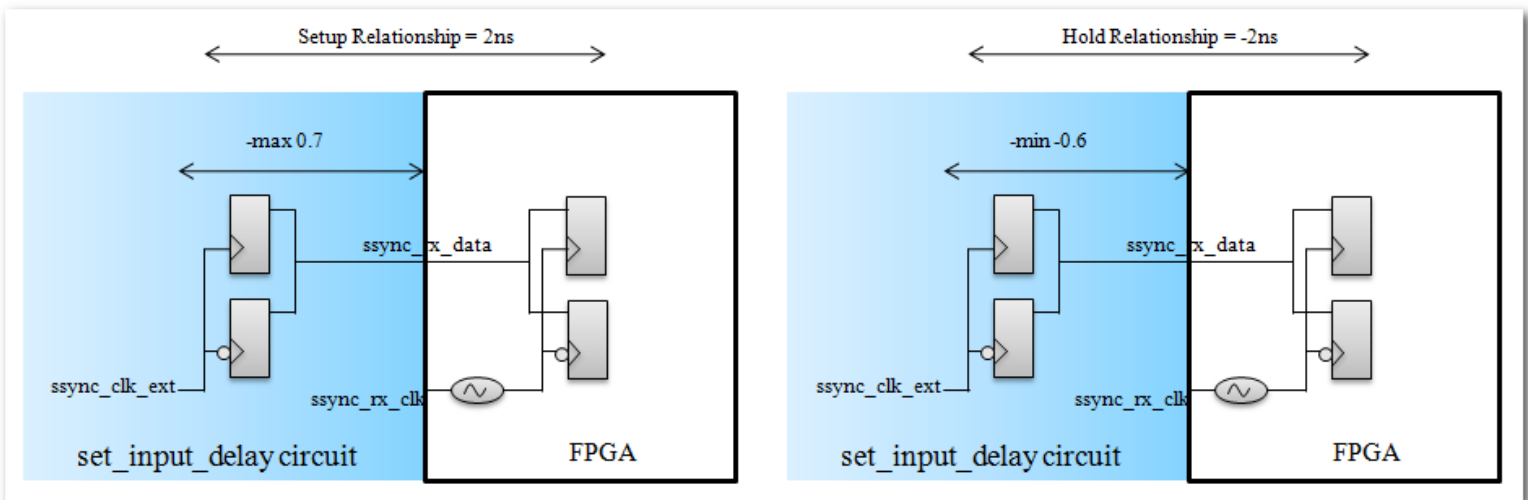 Setup Relationship = 2ns
-max 0.7
ssync_rx_data
ssync_clk_ext
ssync_rx_clk
set_input_delay circuit
FPGA
Hold Relationship = -2ns
-min -0.6
ssync_rx_data
ssync_clk_ext
ssync_rx_clk
set_input_delay circuit
FPGA